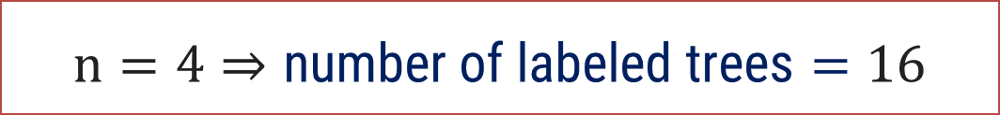 n = 4 ⇒ number of labeled trees = 16